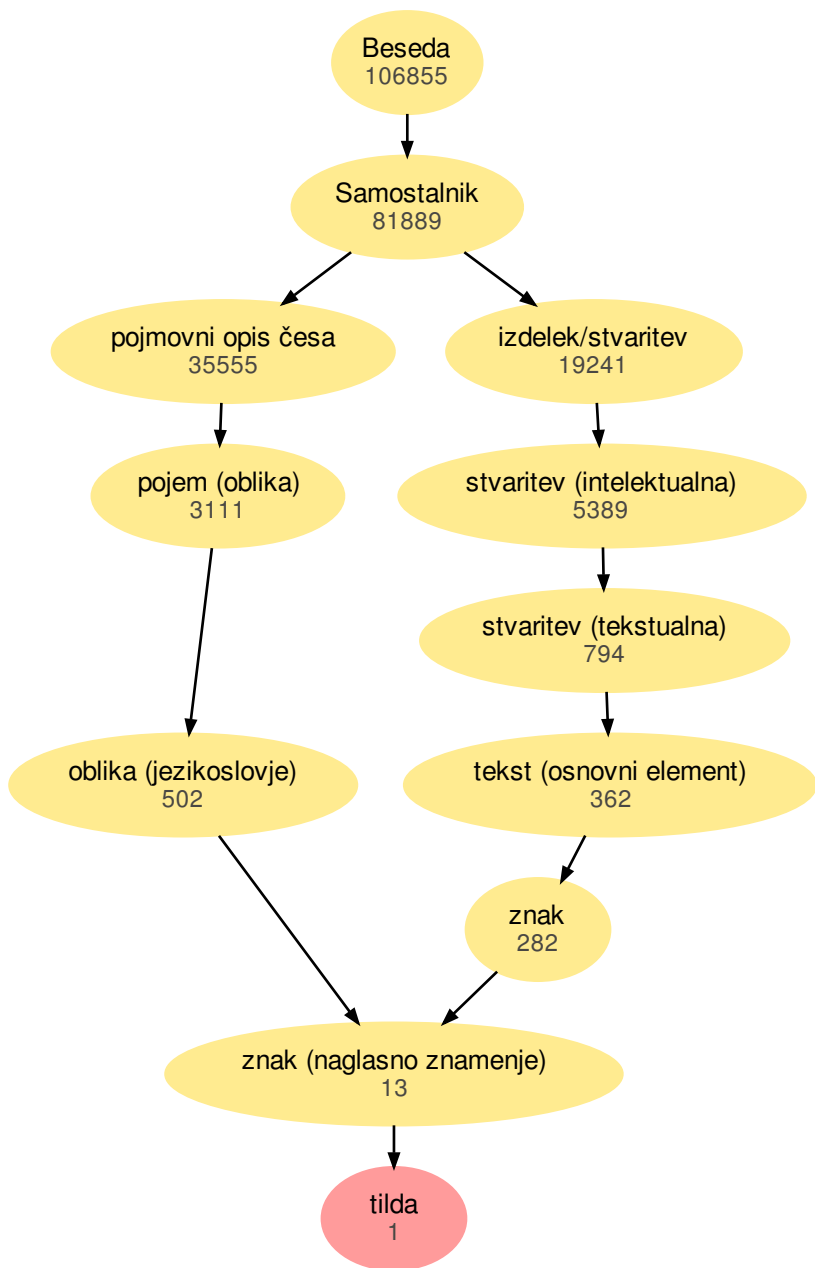 Beseda
106855
Samostalnik
81889
pojmovni opis česa
35555
izdelek/stvaritev
19241
pojem (oblika)
3111
stvaritev (intelektualna)
5389
stvaritev (tekstualna)
794
oblika (jezikoslovje)
502
tekst (osnovni element)
362
znak
282
znak (naglasno znamenje)
13
tilda
1